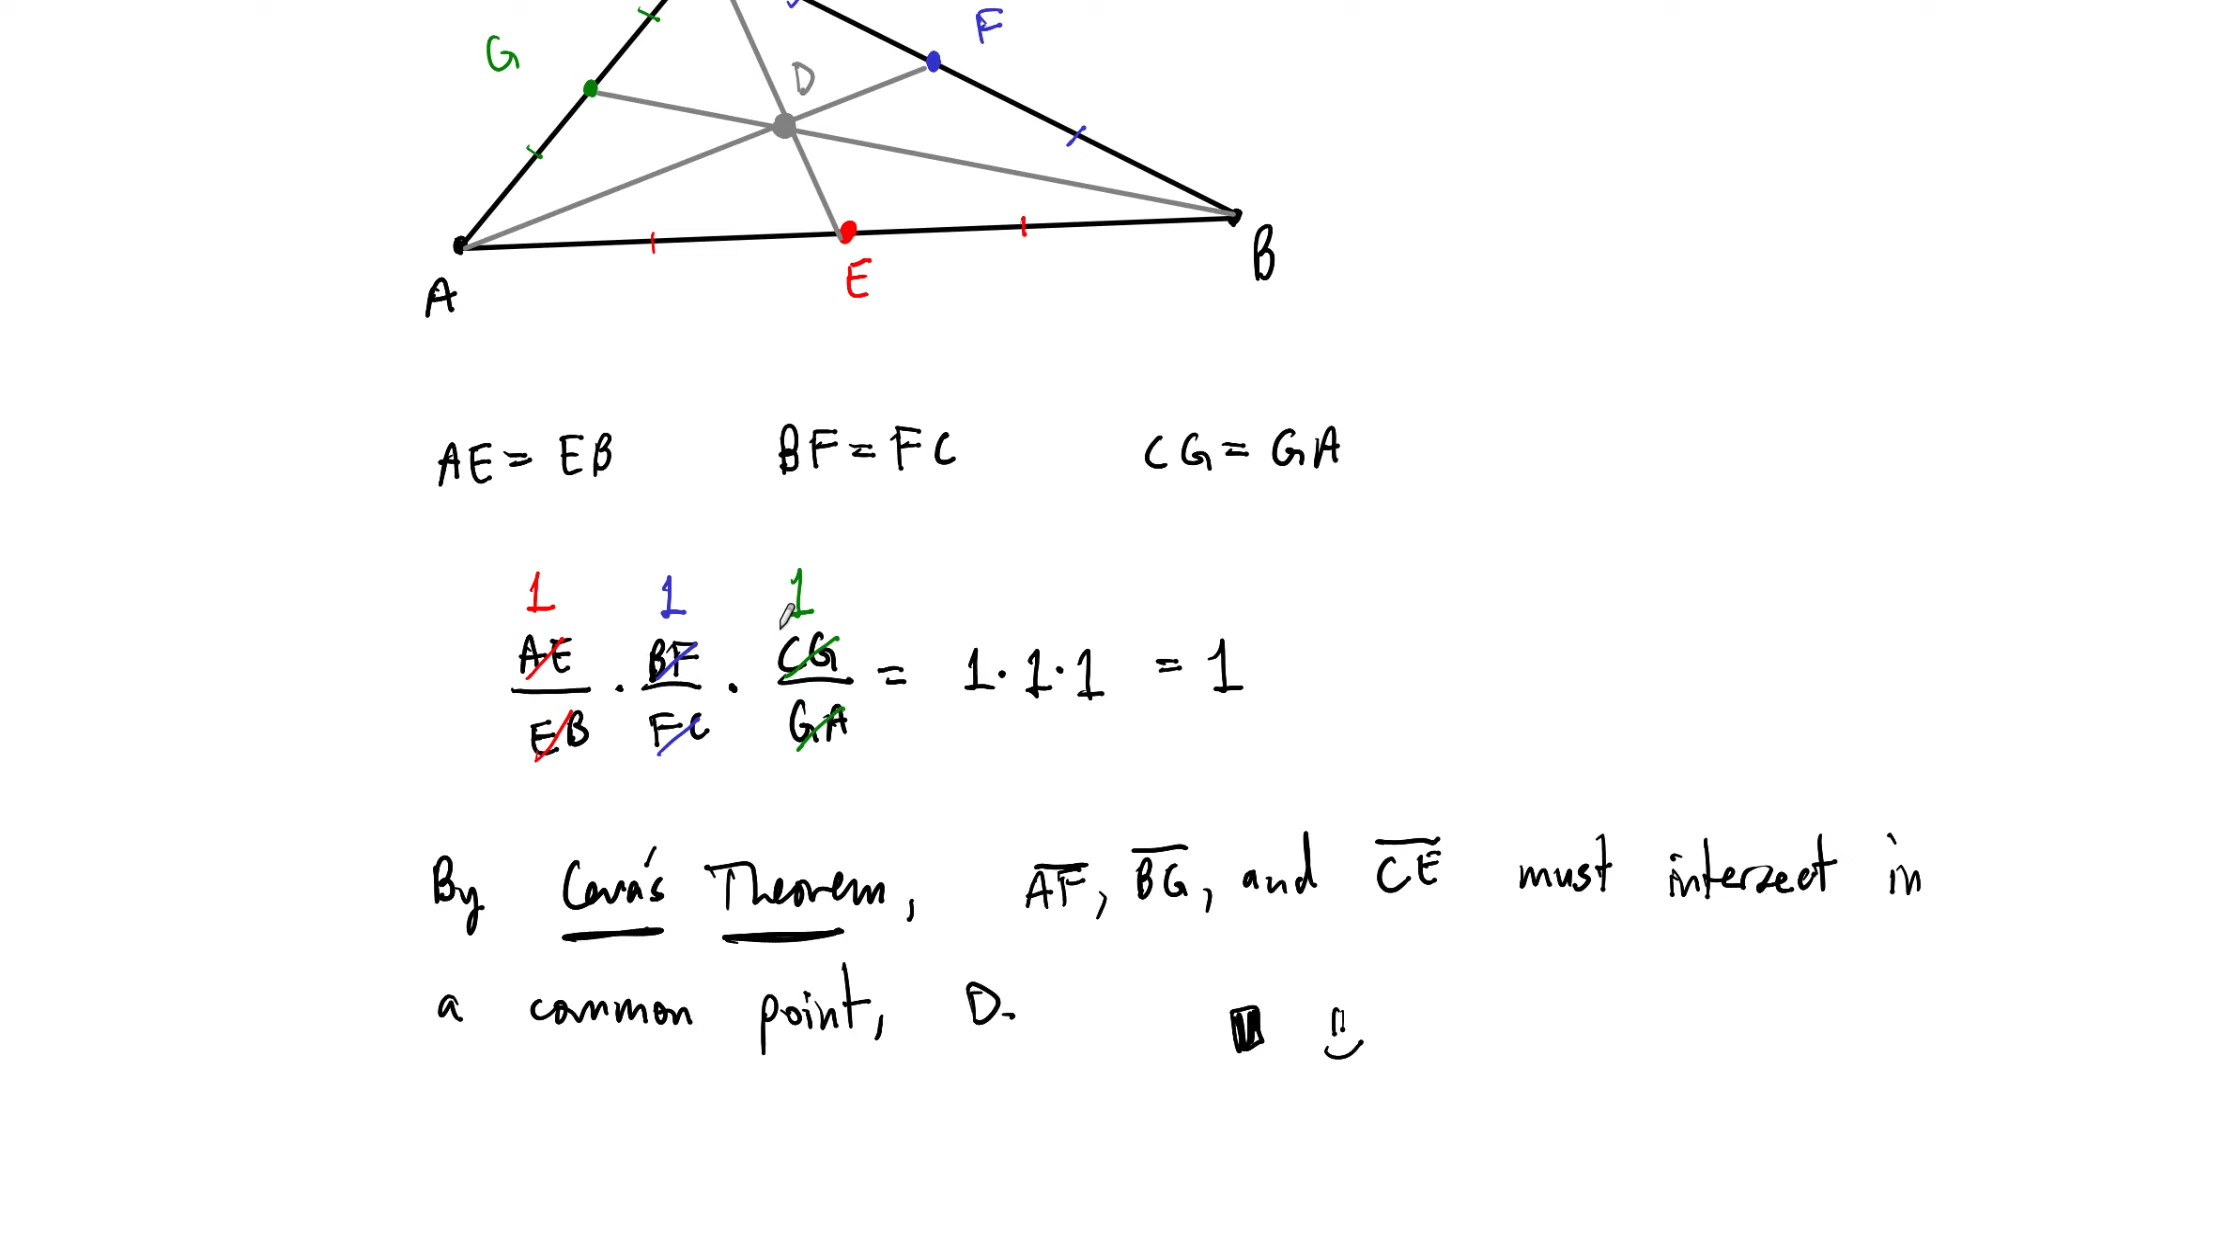 G
F
D
A
E
B
AE = EB BF = FC CG = GA
1 1 1
AE/EB · BF/FC · CG/GA = 1·1·1 = 1
By Ceva's Theorem, AF, BG, and CE must intersect in
a common point, D.